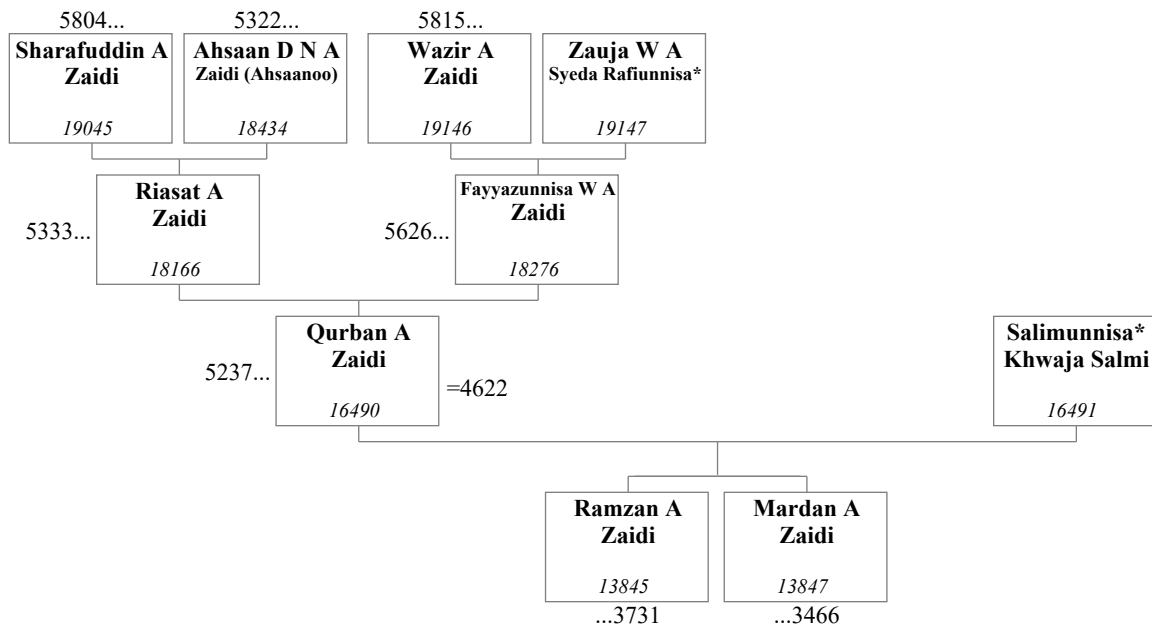 5804...
5322...
5815...
Sharafuddin A
Zaidi
19045
Ahsaan D N A
Zaidi (Ahsaanoo)
18434
Wazir A
Zaidi
19146
Zauja W A
Syeda Rafiunnisa*
19147
5333...
Riasat A
Zaidi
18166
5626...
Fayyazunnisa W A
Zaidi
18276
5237...
Qurban A
Zaidi
16490
=4622
Salimunnisa*
Khwaja Salmi
16491
Ramzan A
Zaidi
13845
Mardan A
Zaidi
13847
...3731
...3466